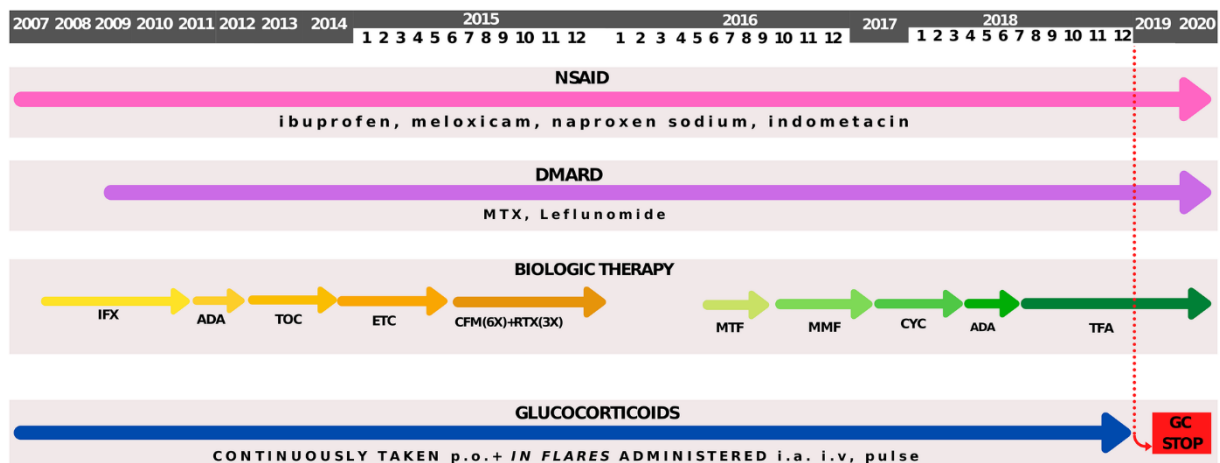 2007 2008 2009 2010 2011 2012 2013 2014 2015 2016 2017 2018 2019 2020
1 2 3 4 5 6 7 8 9 10 11 12 1 2 3 4 5 6 7 8 9 10 11 12 1 2 3 4 5 6 7 8 9 10 11 12
NSAID
ibuprofen, meloxicam, naproxen sodium, indometacin
DMARD
MTX, Leflunomide
BIOLOGIC THERAPY
IFX ADA TOC ETC CFM(6X)+RTX(3X) MTF MMF CYC ADA TFA
GLUCOCORTICOIDS
CONTINUOUSLY TAKEN p.o.+ IN FLARES ADMINISTERED i.a. i.v, pulse
GC
STOP